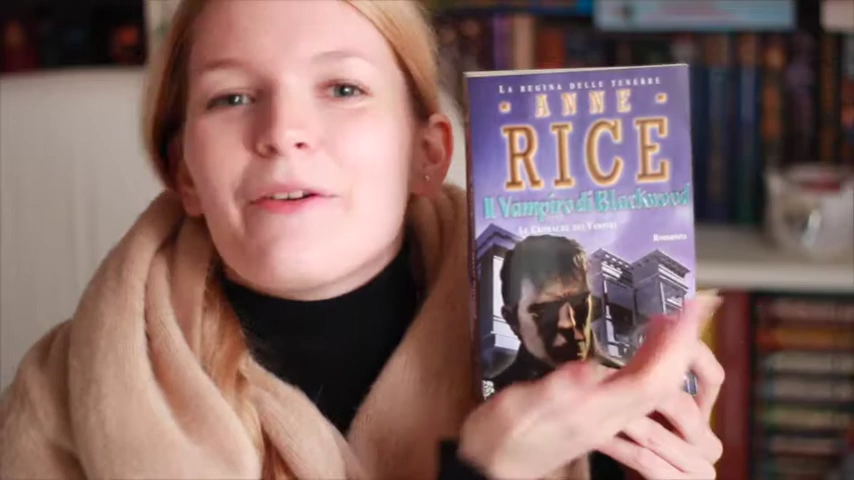 LA REGINA DELLE TENEBRE
ANNE
RICE
Il Vampiro di Blackwood
LE CRONACHE DEI VAMPIRI
Romanzo